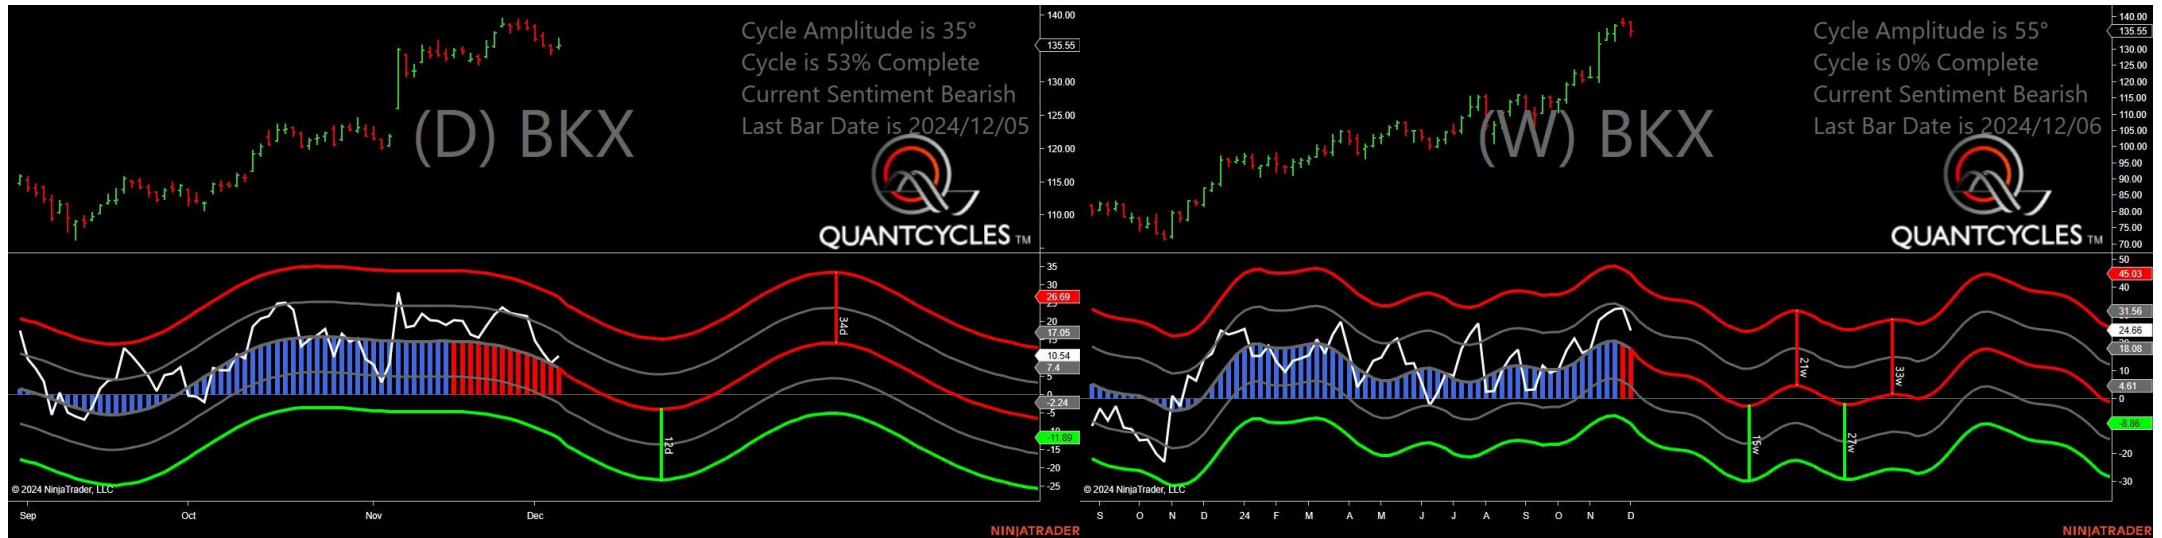 Cycle Amplitude is 35°
Cycle is 53% Complete
Current Sentiment Bearish
Last Bar Date is 2024/12/05
(D) BKX
QUANTCYCLES TM
140.00
135.55
130.00
125.00
120.00
115.00
110.00
35
30
26.69
20
17.05
15
10.54
7.4
5
0
-2.24
-5
-11.89
-15
-20
-25
34d
12d
© 2024 NinjaTrader, LLC
Sep Oct Nov Dec
NINJATRADER
Cycle Amplitude is 55°
Cycle is 0% Complete
Current Sentiment Bearish
Last Bar Date is 2024/12/06
(W) BKX
QUANTCYCLES TM
140.00
135.55
130.00
125.00
120.00
115.00
110.00
105.00
100.00
95.00
90.00
85.00
80.00
75.00
70.00
50
45.03
40
31.56
24.66
18.08
10
4.61
0
-8.86
-20
-30
21w
33w
15w
27w
© 2024 NinjaTrader, LLC
S O N D 24 F M A M J J A S O N D
NINJATRADER